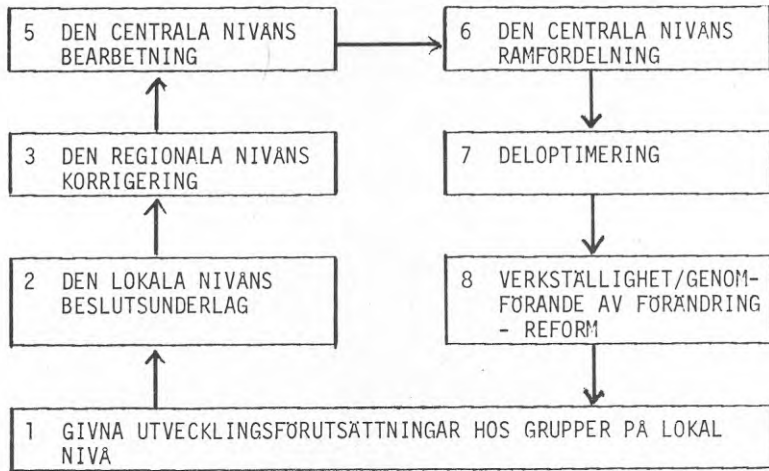 5 DEN CENTRALA NIVÅNS
BEARBETNING
6 DEN CENTRALA NIVÅNS
RAMFÖRDELNING
3 DEN REGIONALA NIVÅNS
KORRIGERING
7 DELOPTIMERING
2 DEN LOKALA NIVÅNS
BESLUTSUNDERLAG
8 VERKSTÄLLIGHET/GENOM-
FÖRANDE AV FÖRÄNDRING
- REFORM
1 GIVNA UTVECKLINGSFÖRUTSÄTTNINGAR HOS GRUPPER PÅ LOKAL
NIVÅ